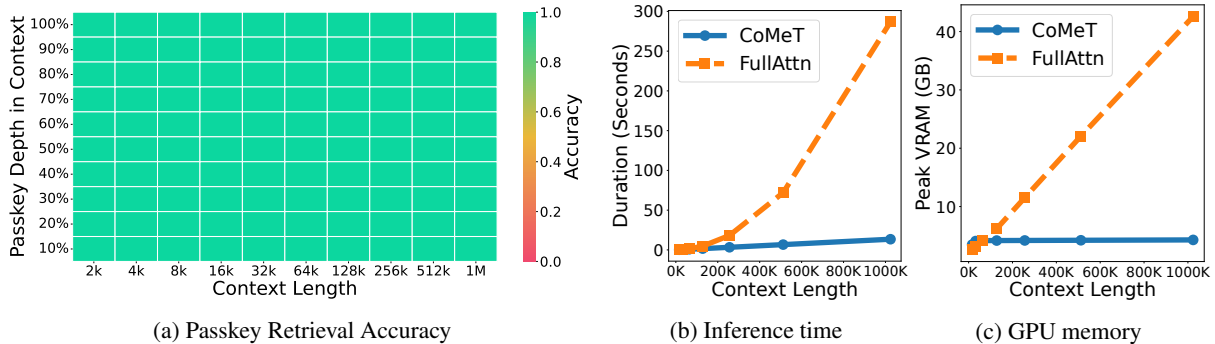 Passkey Depth in Context
100%
90%
80%
70%
60%
50%
40%
30%
20%
10%
2k 4k 8k 16k 32k 64k 128k 256k 512k 1M
Context Length
1.0
0.8
0.6
0.4
0.2
0.0
Accuracy
(a) Passkey Retrieval Accuracy
Duration (Seconds)
300
250
200
150
100
50
0
CoMeT
FullAttn
0K 200K 400K 600K 800K 1000K
Context Length
(b) Inference time
Peak VRAM (GB)
40
30
20
10
CoMeT
FullAttn
0K 200K 400K 600K 800K 1000K
Context Length
(c) GPU memory